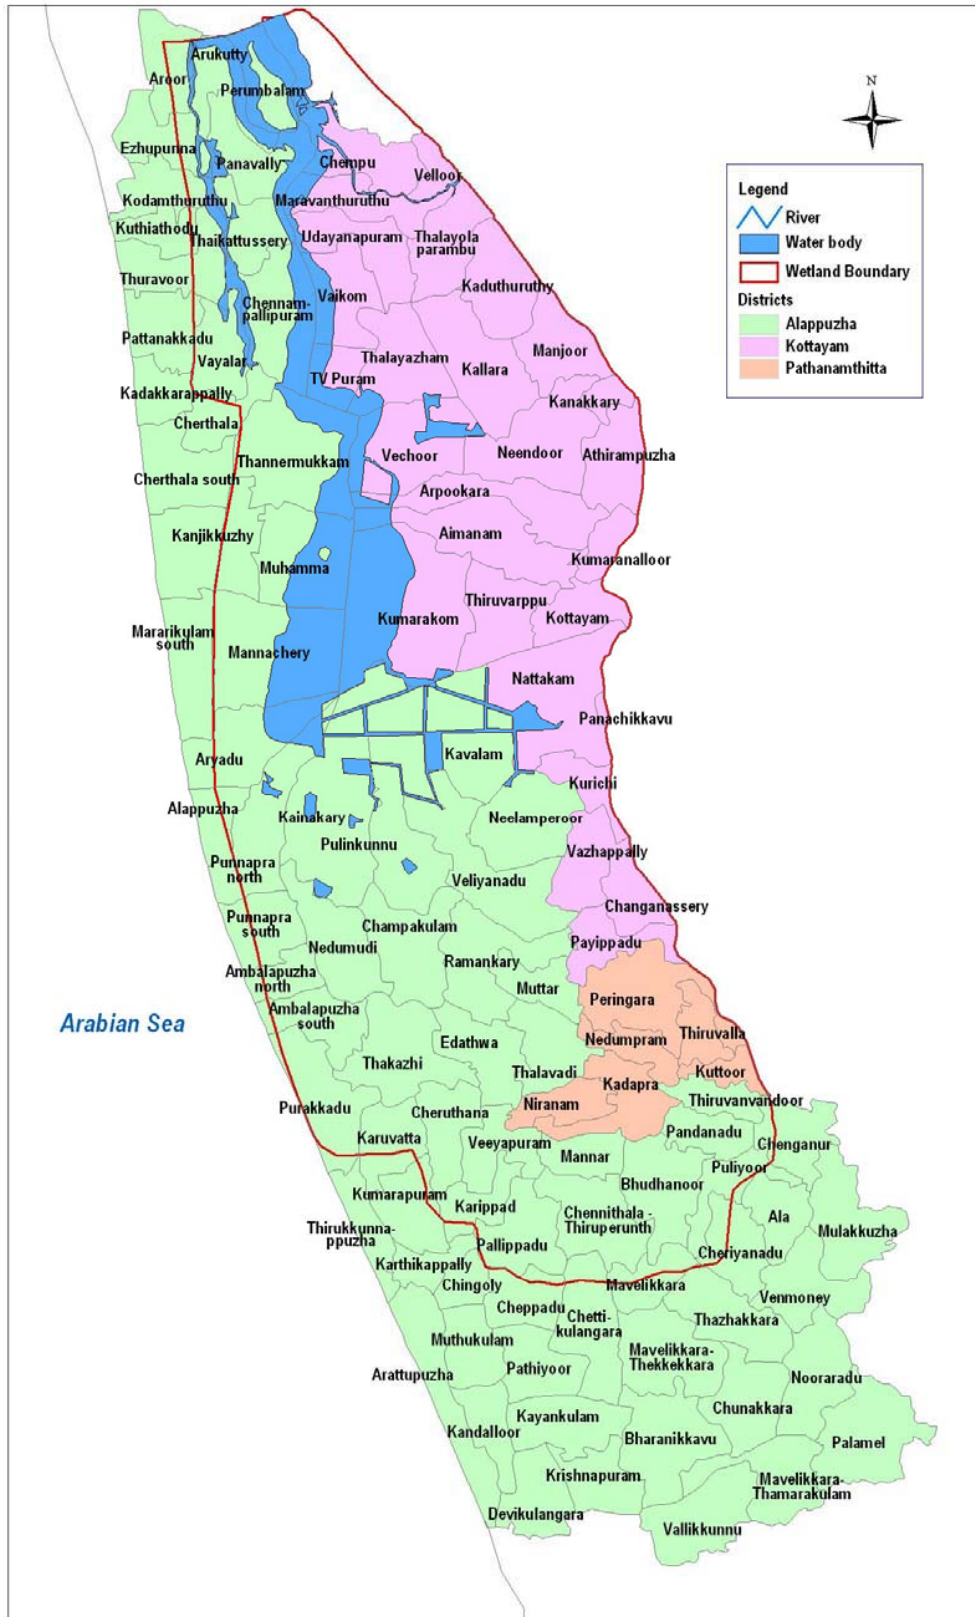 N
Legend
River
Water body
Wetland Boundary
Districts
Alappuzha
Kottayam
Pathanamthitta
Arukutty
Aroor
Perumbalam
Ezhupunna
Panavally
Chempu
Velloor
Kodamthuruthu
Maravanthuruthu
Kuthiathodu
Thaikattussery
Udayanapuram
Thalayola
parambu
Thuravoor
Chennam-
pallipuram
Vaikom
Kaduthuruthy
Pattanakkadu
Vayalar
Thalayazham
Kallara
Manjoor
TV Puram
Kadakkarappally
Kanakkary
Cherthala
Thannermukkam
Vechoor
Neendoor
Athirampuzha
Cherthala south
Arpookara
Kanjikkuzhy
Aimanam
Muhamma
Kumaranalloor
Thiruvarppu
Kumarakom
Kottayam
Mararikulam
south
Mannachery
Nattakam
Panachikkavu
Aryadu
Kavalam
Kurichi
Alappuzha
Kainakary
Neelamperoor
Pulinkunnu
Vazhappally
Punnapra
north
Veliyanadu
Changanassery
Punnapra
south
Champakulam
Nedumudi
Payippadu
Ramankary
Ambalapuzha
north
Muttar
Peringara
Arabian Sea
Ambalapuzha
south
Edathwa
Nedumpram
Thiruvalla
Thakazhi
Thalavadi
Kadapra
Kuttoor
Purakkadu
Cheruthana
Niranam
Thiruvanvandoor
Karuvatta
Veeyapuram
Pandanadu
Chenganur
Mannar
Puliyoor
Kumarapuram
Bhudhanoor
Karippad
Chennithala -
Thiruperunth
Ala
Mulakkuzha
Thirukkunna-
ppuzha
Pallippadu
Cheriyanadu
Karthikappally
Chingoly
Mavelikkara
Venmoney
Cheppadu
Chetti-
kulangara
Thazhakkara
Muthukulam
Mavelikkara-
Thekkekkara
Arattupuzha
Pathiyoor
Nooraradu
Chunakkara
Kayankulam
Kandalloor
Bharanikkavu
Palamel
Krishnapuram
Mavelikkara-
Thamarakulam
Devikulangara
Vallikkunnu